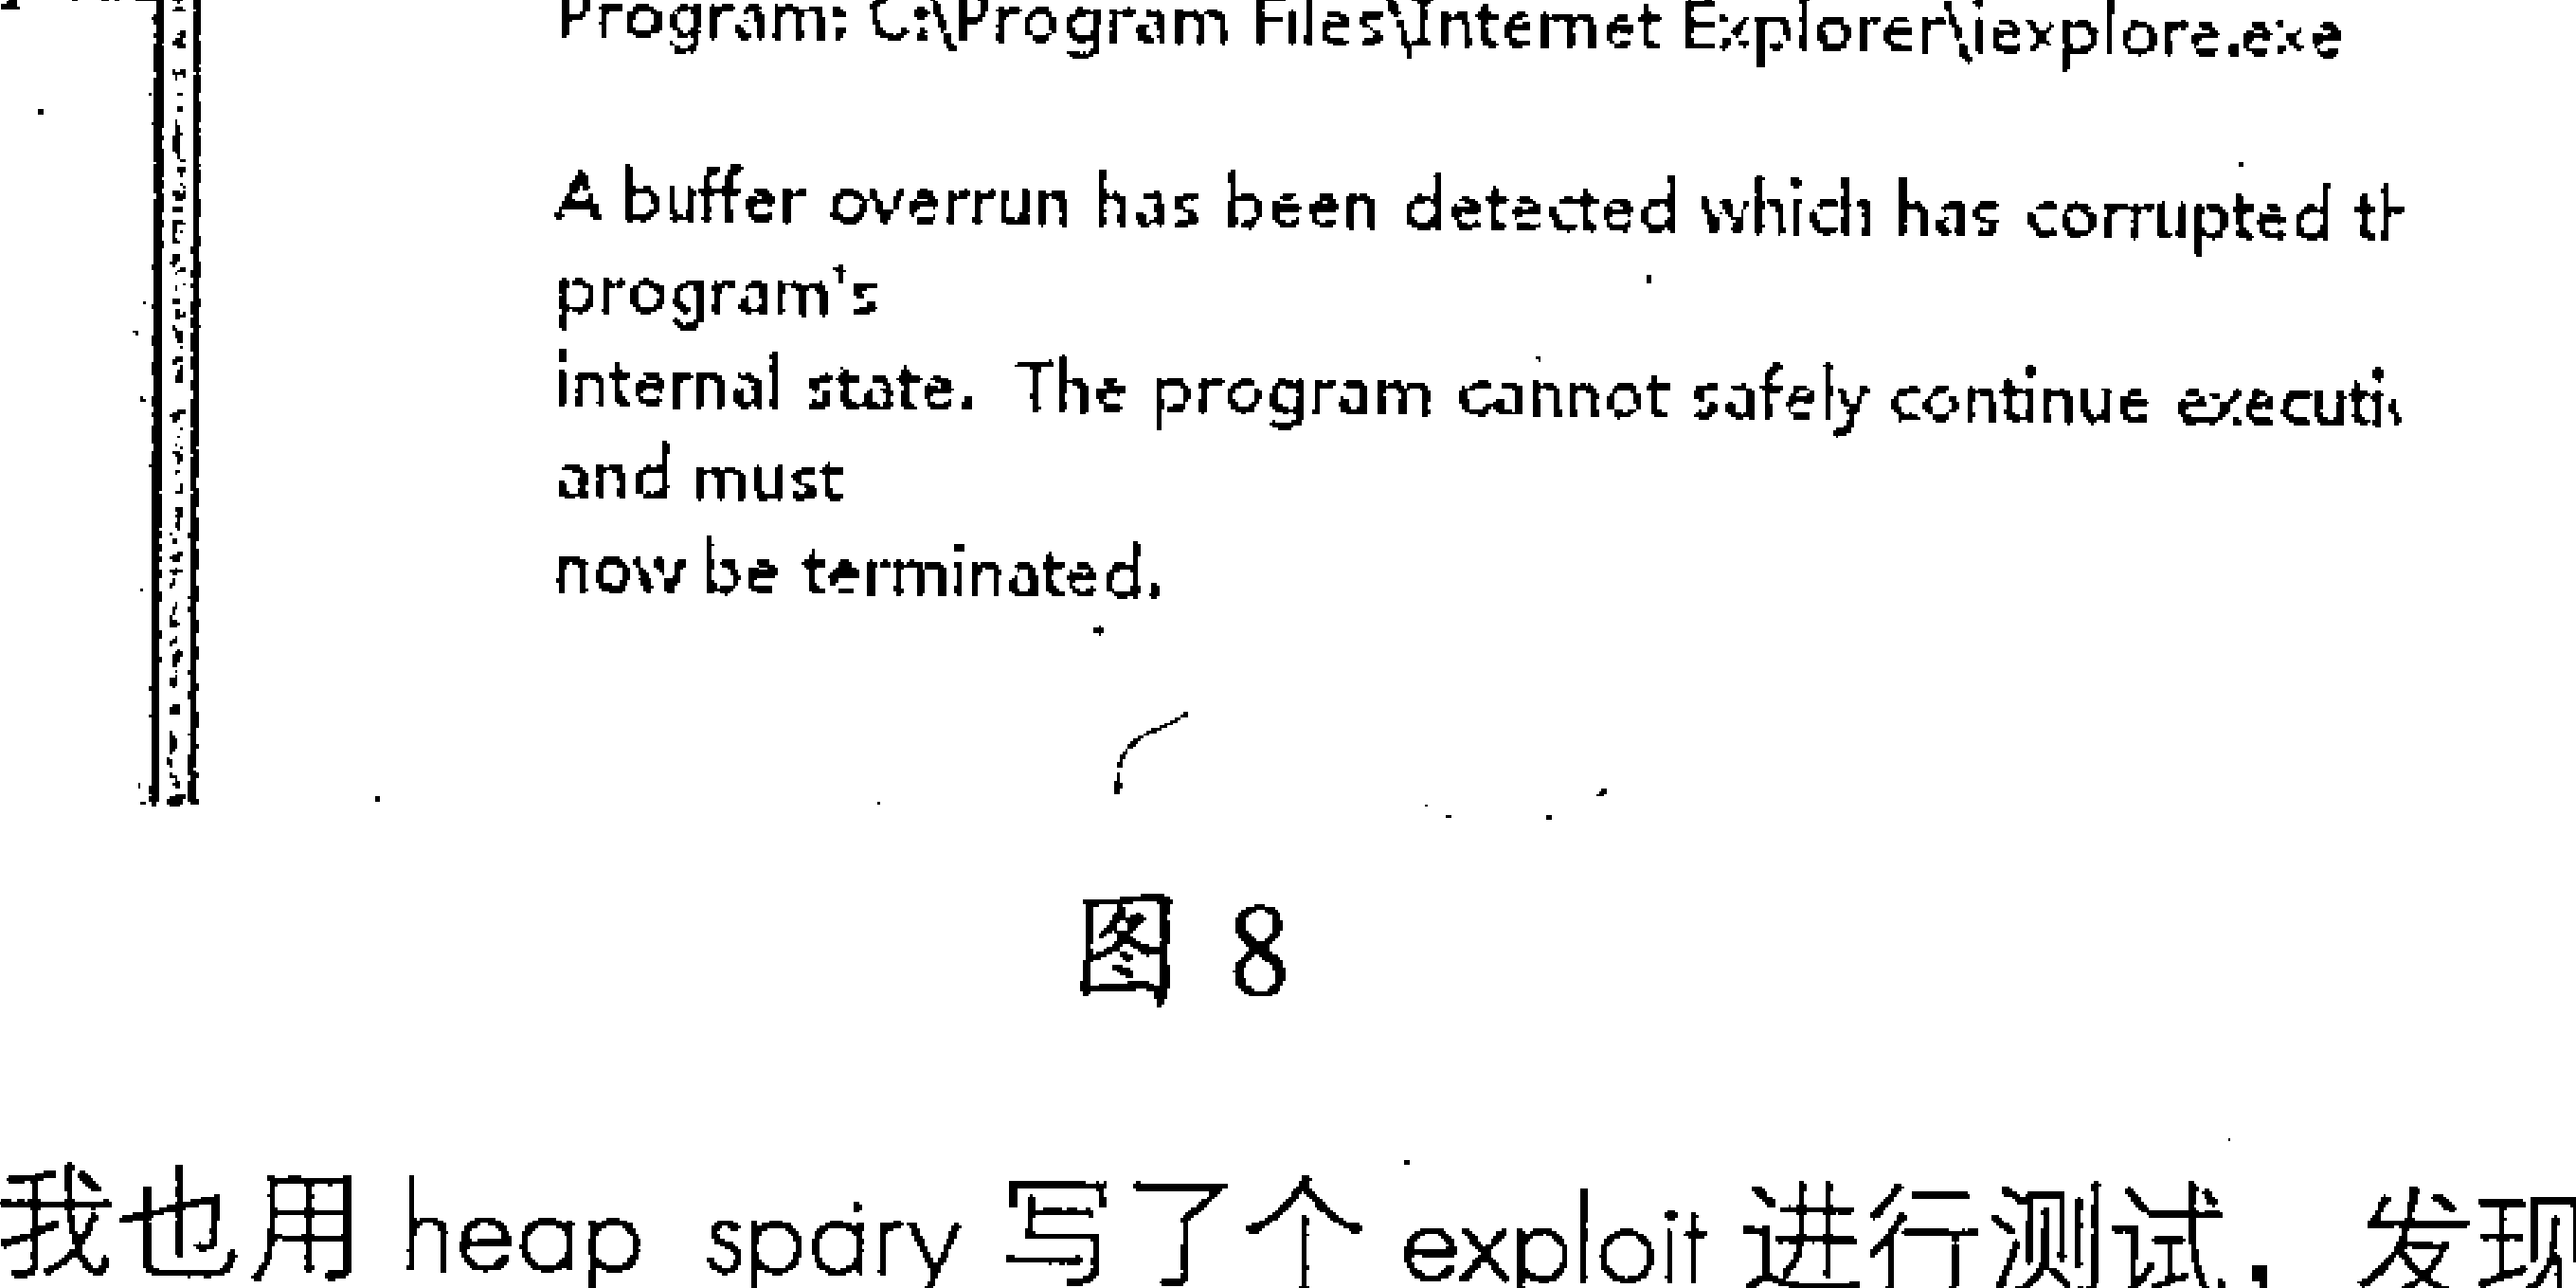 Program: C:\Program Files\Internet Explorer\iexplore.exe
A buffer overrun has been detected which has corrupted
program's
internal state. The program cannot safely continue
and must
now be terminated.
图 8
我也用 heap spary 写了个 exploit 进行测试，发现